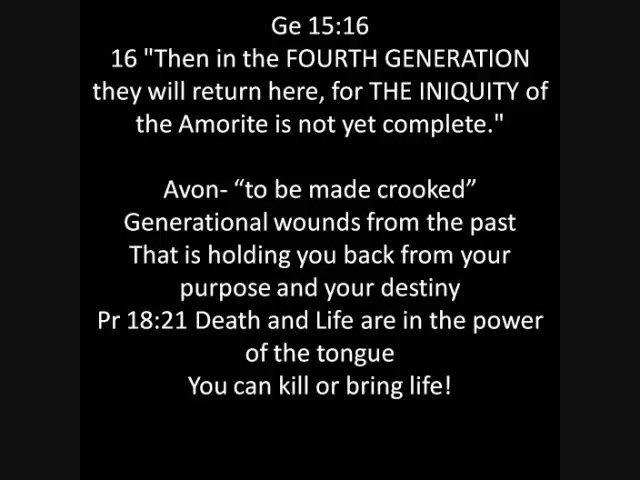 Ge 15:16
16 "Then in the FOURTH GENERATION
they will return here, for THE INIQUITY of
the Amorite is not yet complete."
Avon- “to be made crooked”
Generational wounds from the past
That is holding you back from your
purpose and your destiny
Pr 18:21 Death and Life are in the power
of the tongue
You can kill or bring life!